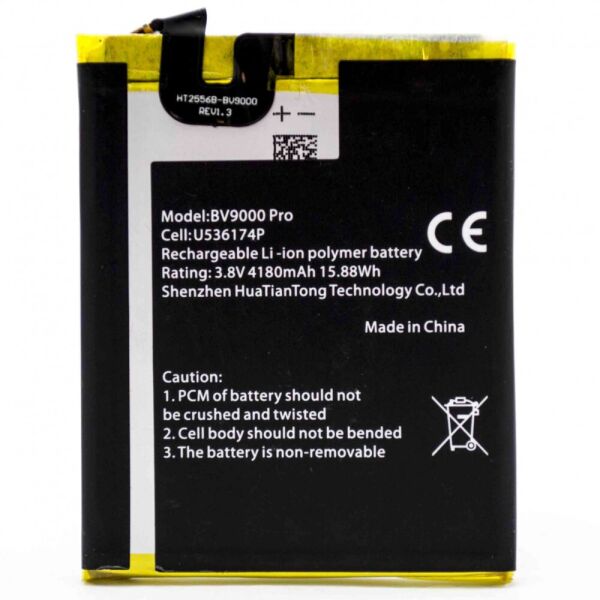 HT2556B-BV9000
REV1.3
+ −
Model:BV9000 Pro
Cell:U536174P
Rechargeable Li -ion polymer battery
Rating: 3.8V 4180mAh 15.88Wh
Shenzhen HuaTianTong Technology Co.,Ltd
CE
Made in China
Caution:
1. PCM of battery should not
be crushed and twisted
2. Cell body should not be bended
3. The battery is non-removable